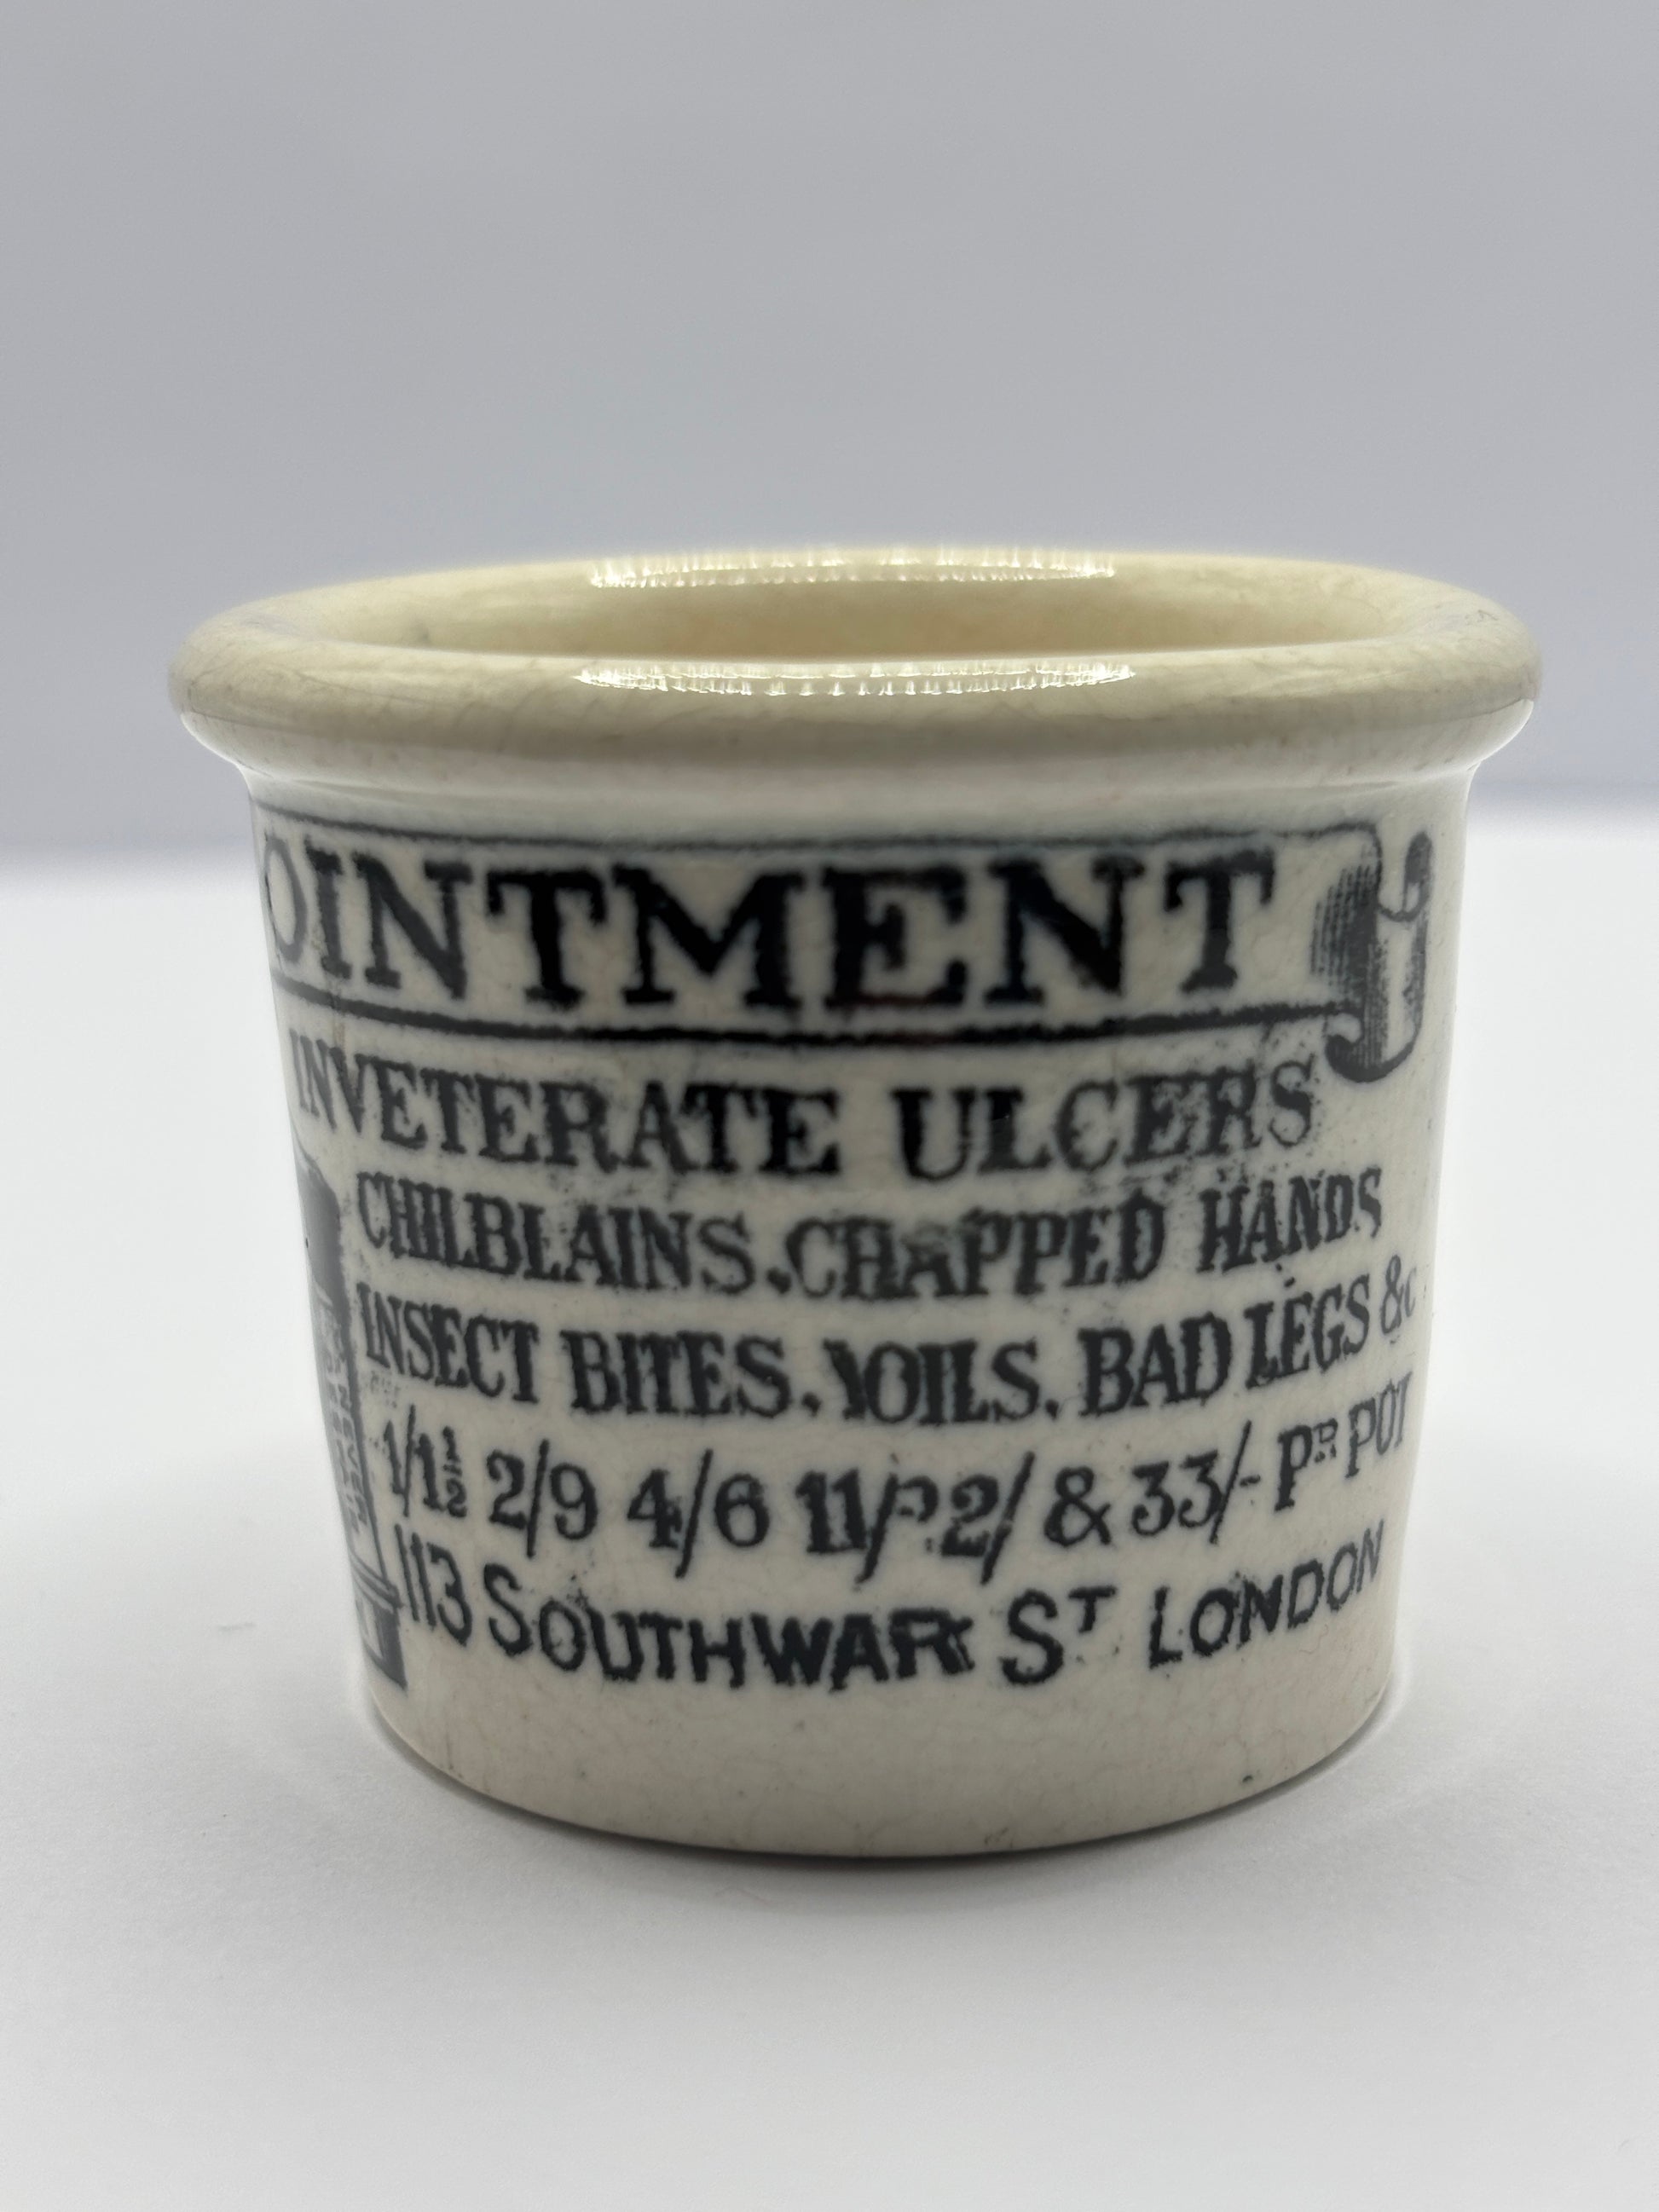 OINTMENT
INVETERATE ULCERS
CHILBLAINS, CHAPPED HANDS
INSECT BITES, YOILS, BAD LEGS &c
1/1½ 2/9 4/6 11/ 22/ & 33/- PR POT
113 SOUTHWARK ST LONDON